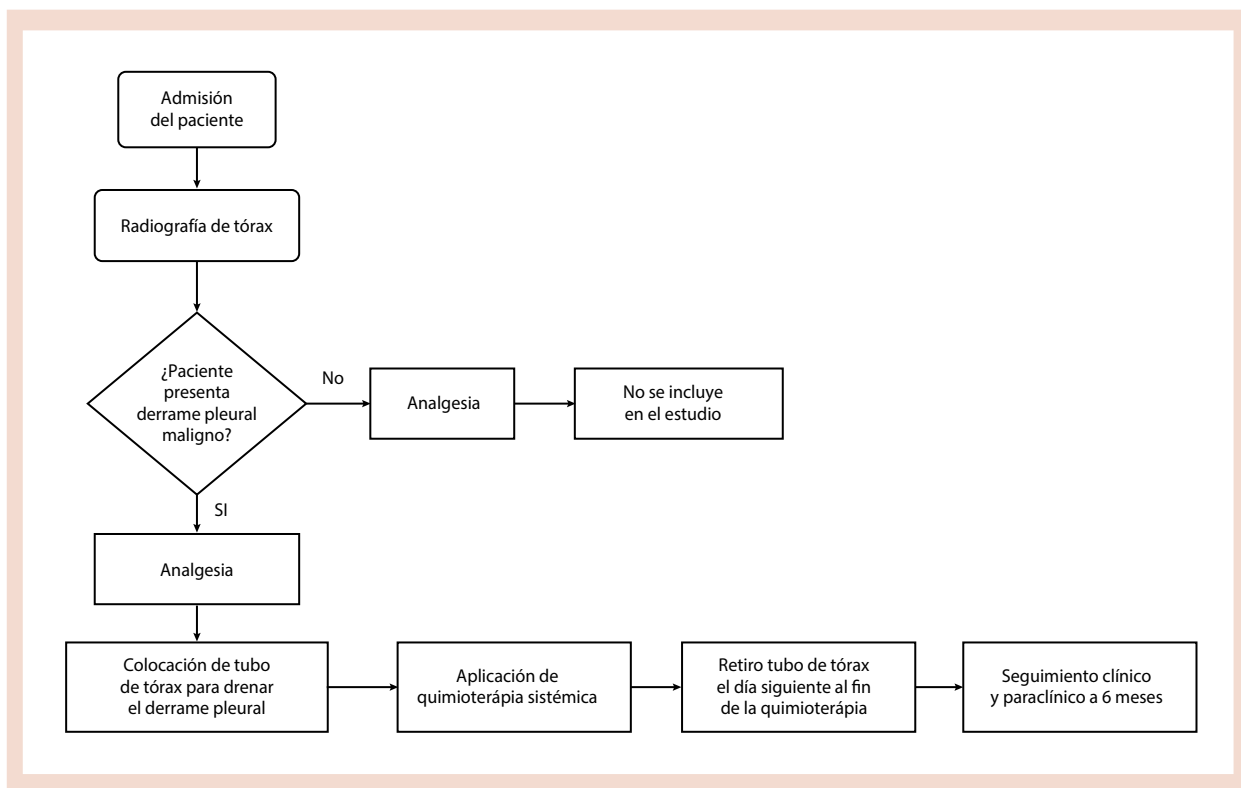 Admisión
del paciente
Radiografía de tórax
¿Paciente
presenta
derrame pleural
maligno?
No
Analgesia
No se incluye
en el estudio
SI
Analgesia
Colocación de tubo
de tórax para drenar
el derrame pleural
Aplicación de
quimioterápia sistémica
Retiro tubo de tórax
el día siguiente al fin
de la quimioterápia
Seguimiento clínico
y paraclínico a 6 meses